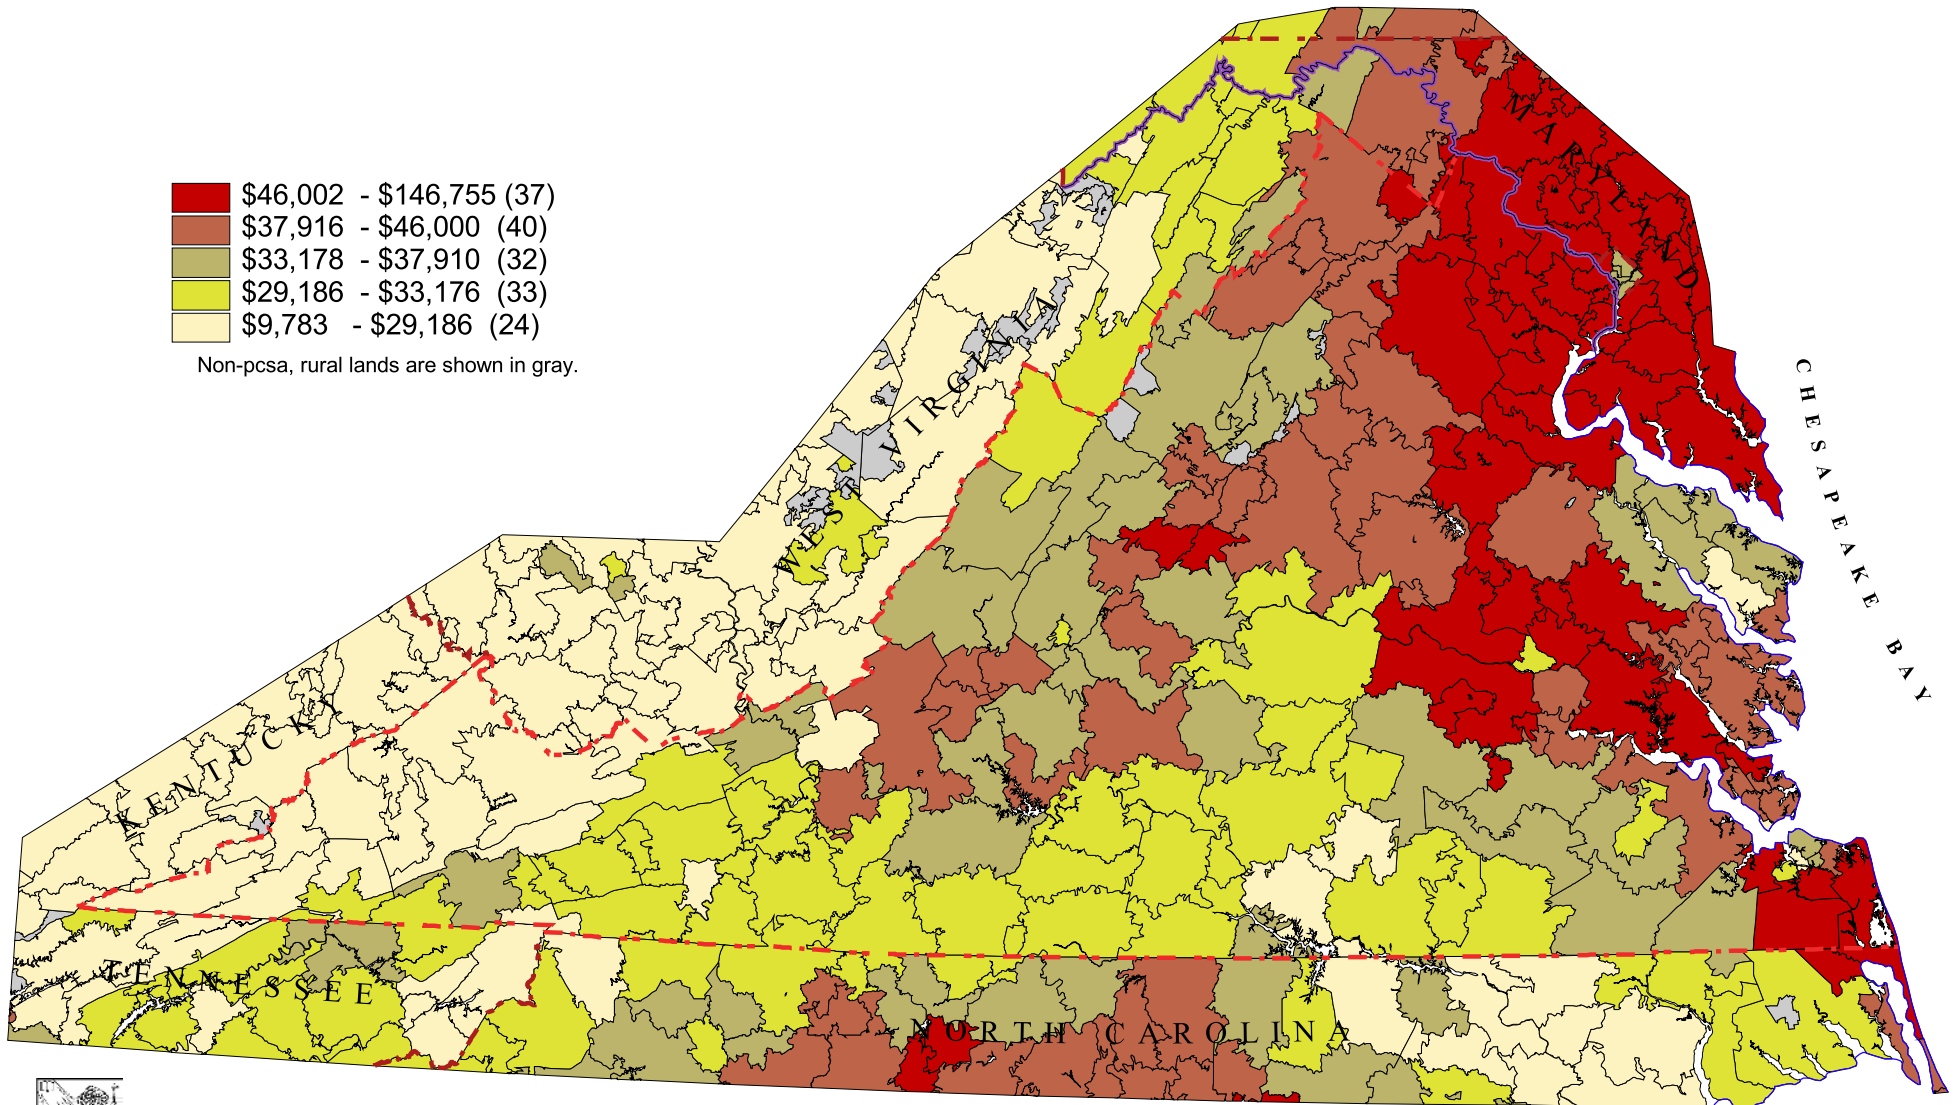 $46,002 - $146,755 (37)
$37,916 - $46,000 (40)
$33,178 - $37,910 (32)
$29,186 - $33,176 (33)
$9,783 - $29,186 (24)
Non-pcsa, rural lands are shown in gray.
MARYLAND
WEST VIRGINIA
CHESAPEAKE BAY
KENTUCKY
TENNESSEE
NORTH CAROLINA